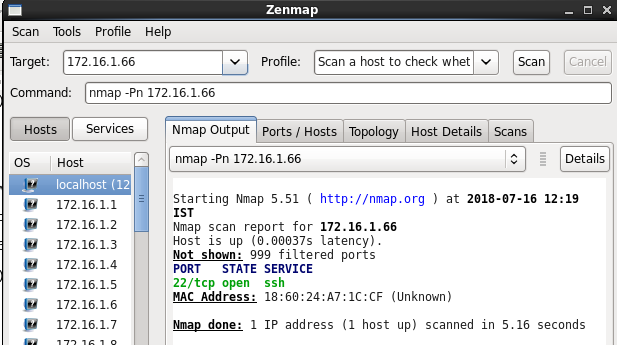 Zenmap
Scan Tools Profile Help
Target: 172.16.1.66 Profile: Scan a host to check whet Scan Cancel
Command: nmap -Pn 172.16.1.66
Hosts Services
Nmap Output Ports / Hosts Topology Host Details Scans
OS Host
nmap -Pn 172.16.1.66 Details
localhost (12
172.16.1.1
172.16.1.2
172.16.1.3
172.16.1.4
172.16.1.5
172.16.1.6
172.16.1.7
172.16.1.8
Starting Nmap 5.51 ( http://nmap.org ) at 2018-07-16 12:19
IST
Nmap scan report for 172.16.1.66
Host is up (0.00037s latency).
Not shown: 999 filtered ports
PORT STATE SERVICE
22/tcp open ssh
MAC Address: 18:60:24:A7:1C:CF (Unknown)
Nmap done: 1 IP address (1 host up) scanned in 5.16 seconds